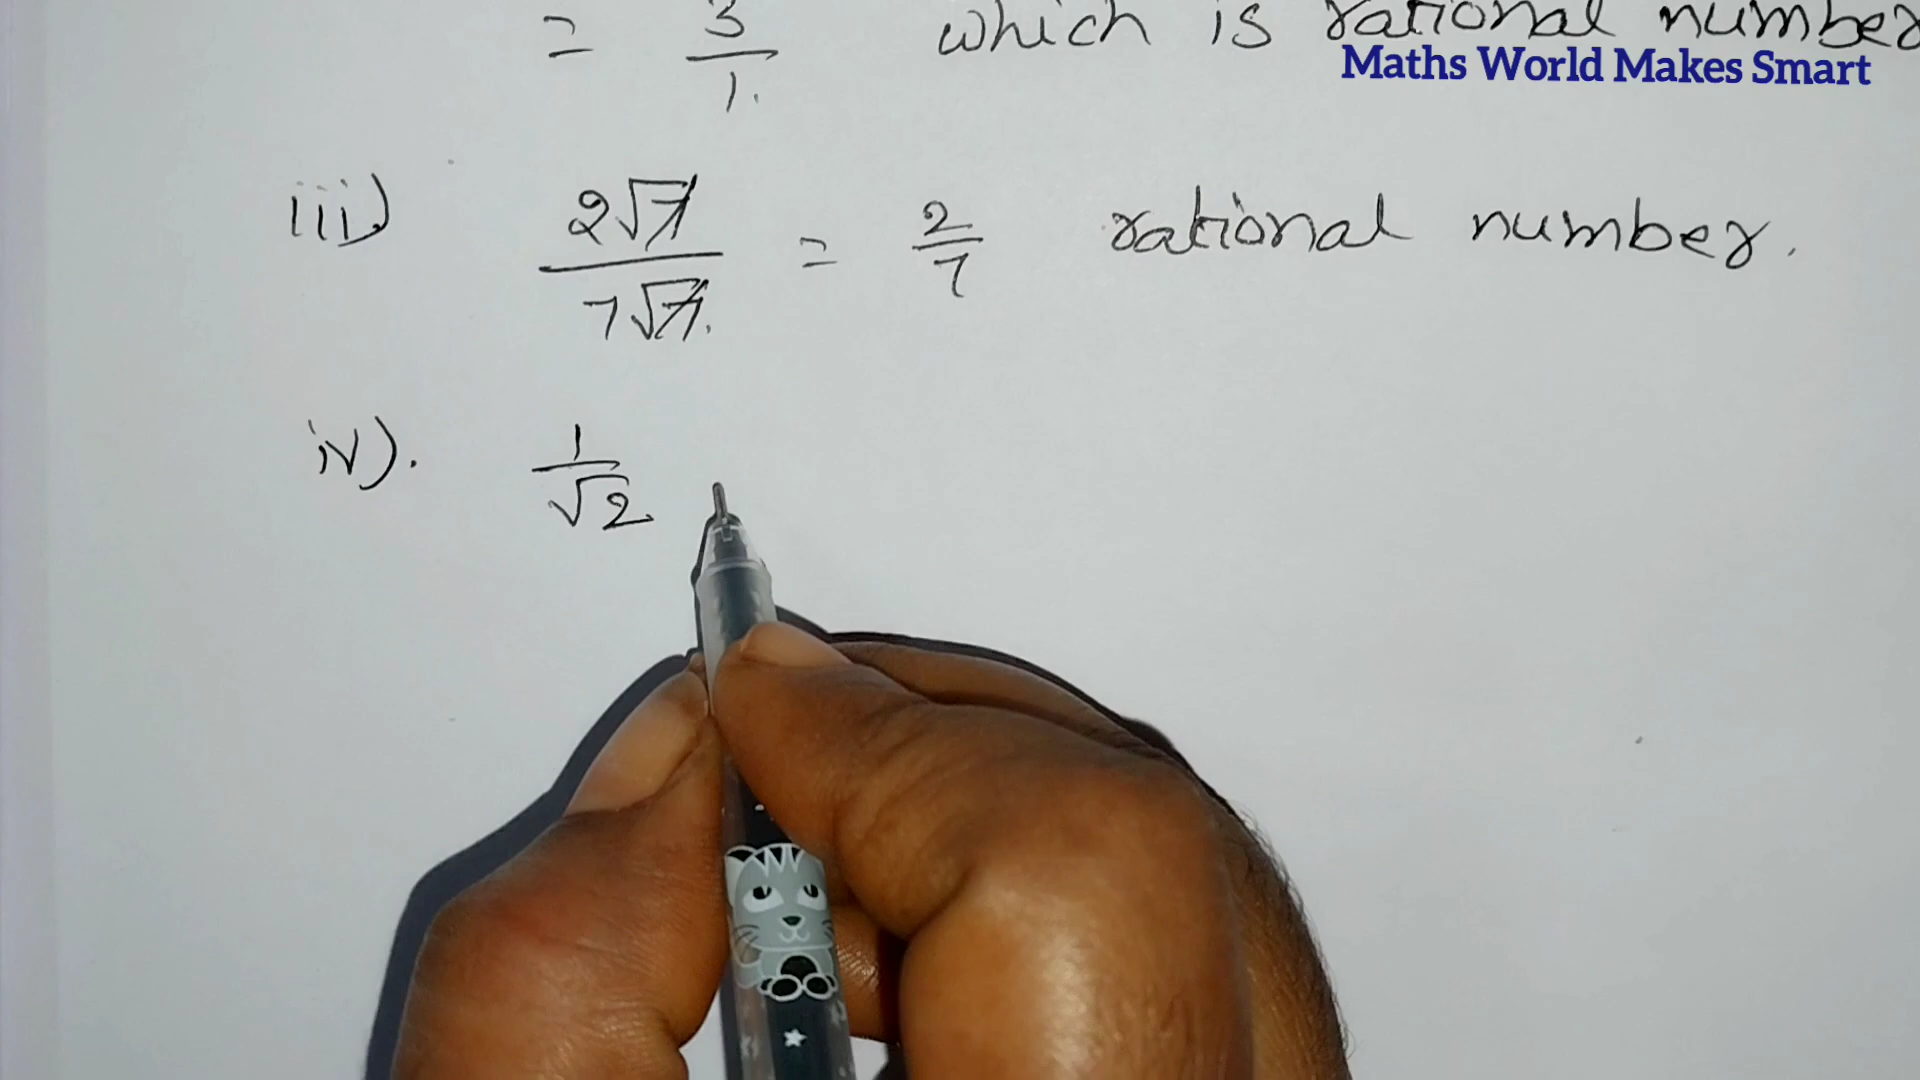 = 3/1. which is rational number
Maths World Makes Smart
iii) 2√7/7√7. = 2/7 rational number.
iv). 1/√2